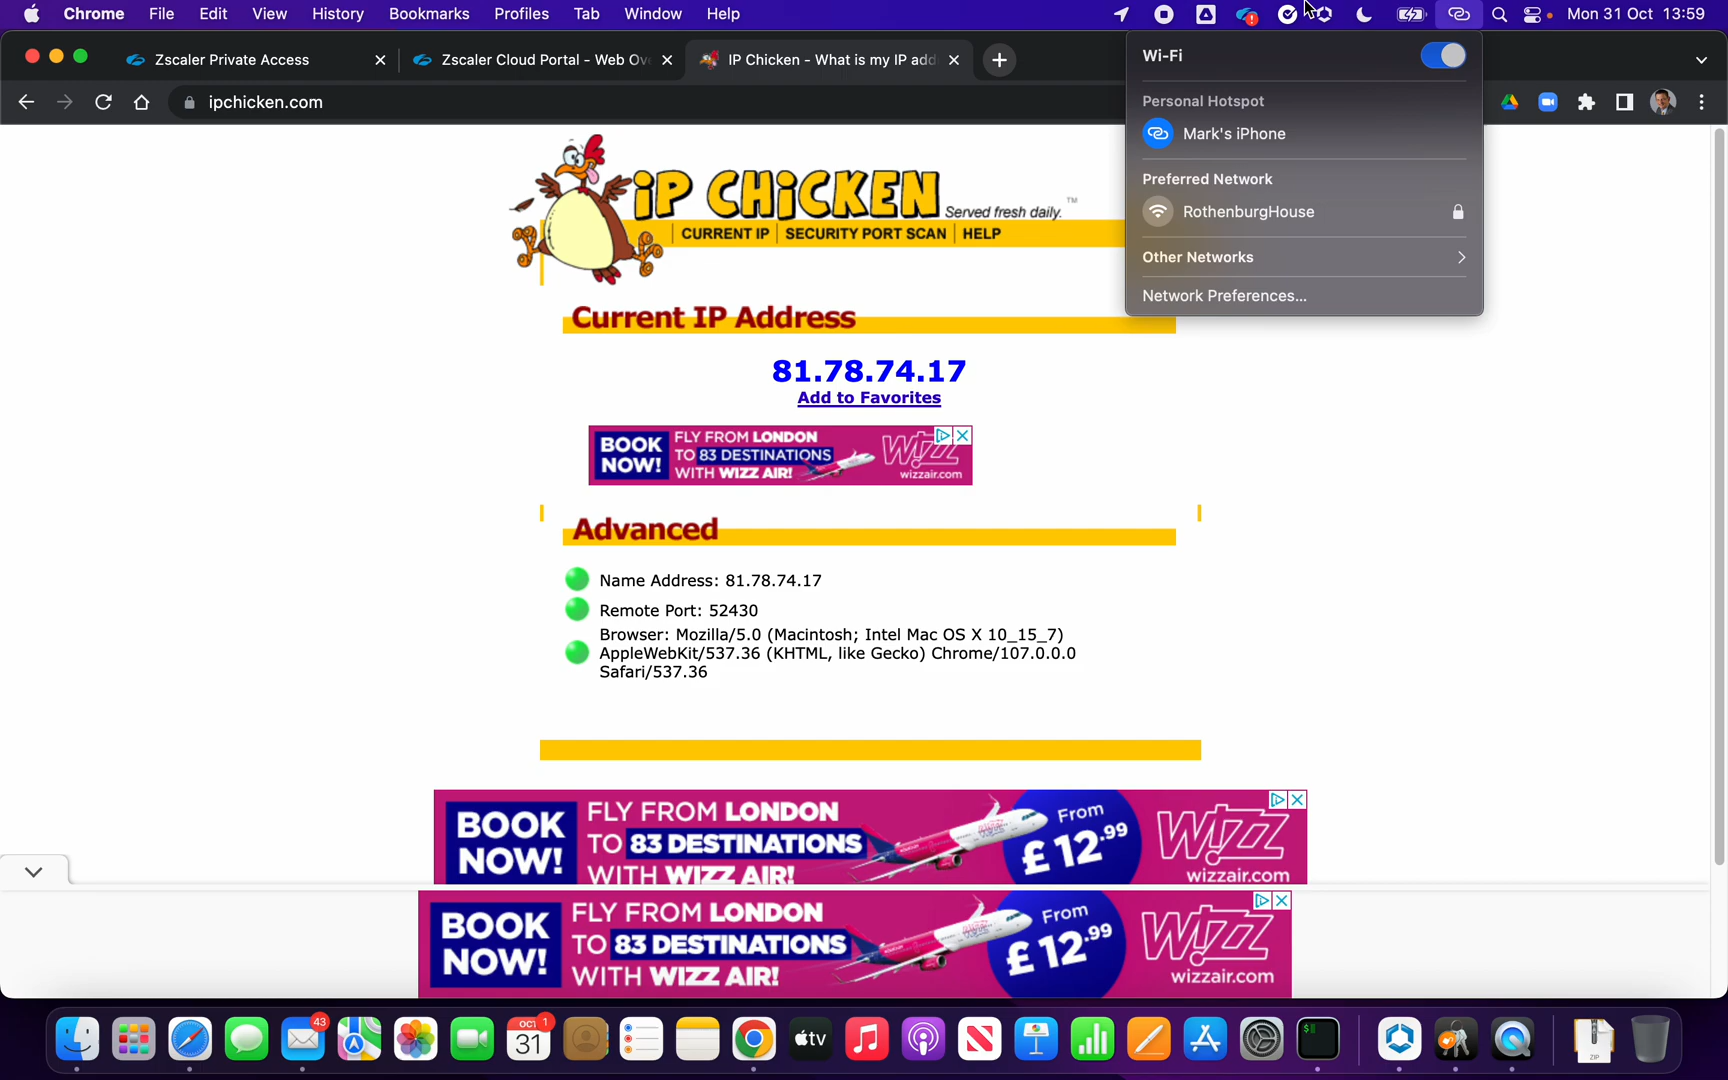 Chrome File Edit View History Bookmarks Profiles Tab Window Help Mon 31 Oct 13:59
Zscaler Private Access
Zscaler Cloud Portal - Web Ov
IP Chicken - What is my IP add
ipchicken.com
Wi-Fi
Personal Hotspot
Mark's iPhone
Preferred Network
RothenburgHouse
Other Networks
Network Preferences...
iP CHiCKEN
Served fresh daily. TM
CURRENT IP | SECURITY PORT SCAN | HELP
Current IP Address
81.78.74.17
Add to Favorites
BOOK NOW!
FLY FROM LONDON
TO 83 DESTINATIONS
WITH WIZZ AIR!
WIZZ
wizzair.com
Advanced
Name Address: 81.78.74.17
Remote Port: 52430
Browser: Mozilla/5.0 (Macintosh; Intel Mac OS X 10_15_7)
AppleWebKit/537.36 (KHTML, like Gecko) Chrome/107.0.0.0
Safari/537.36
BOOK
NOW!
FLY FROM LONDON
TO 83 DESTINATIONS
WITH WIZZ AIR!
From
£12.99
WIZZ
wizzair.com
BOOK
NOW!
FLY FROM LONDON
TO 83 DESTINATIONS
WITH WIZZ AIR!
From
£12.99
WIZZ
wizzair.com
43
OCT 1
31
tv
ZIP